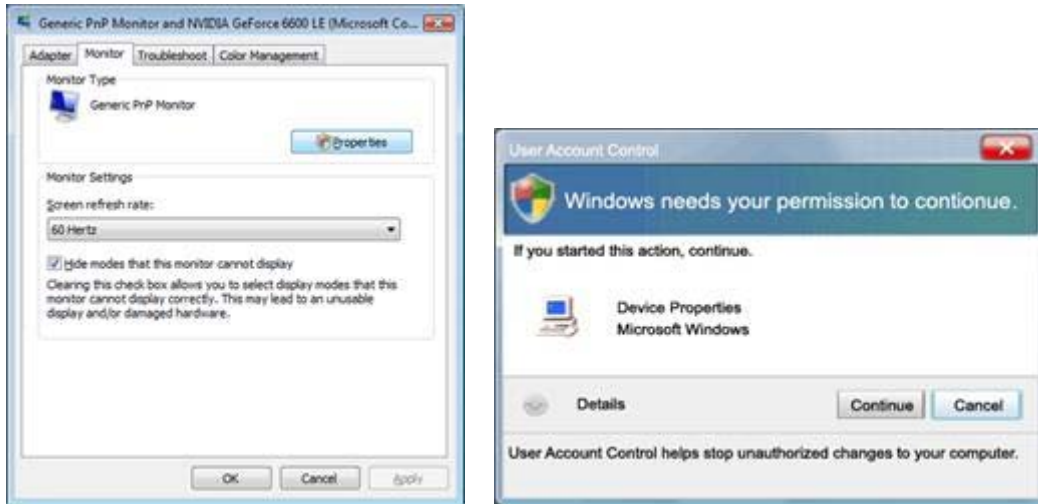 Generic PnP Monitor and NVIDIA GeForce 6600 LE (Microsoft Co...
Adapter Monitor Troubleshoot Color Management
Monitor Type
Generic PnP Monitor
Properties
Monitor Settings
Screen refresh rate:
60 Hertz
Hide modes that this monitor cannot display
Clearing this check box allows you to select display modes that this
monitor cannot display correctly. This may lead to an unusable
display and/or damaged hardware.
OK Cancel Apply
User Account Control
Windows needs your permission to contionue.
If you started this action, continue.
Device Properties
Microsoft Windows
Details Continue Cancel
User Account Control helps stop unauthorized changes to your computer.